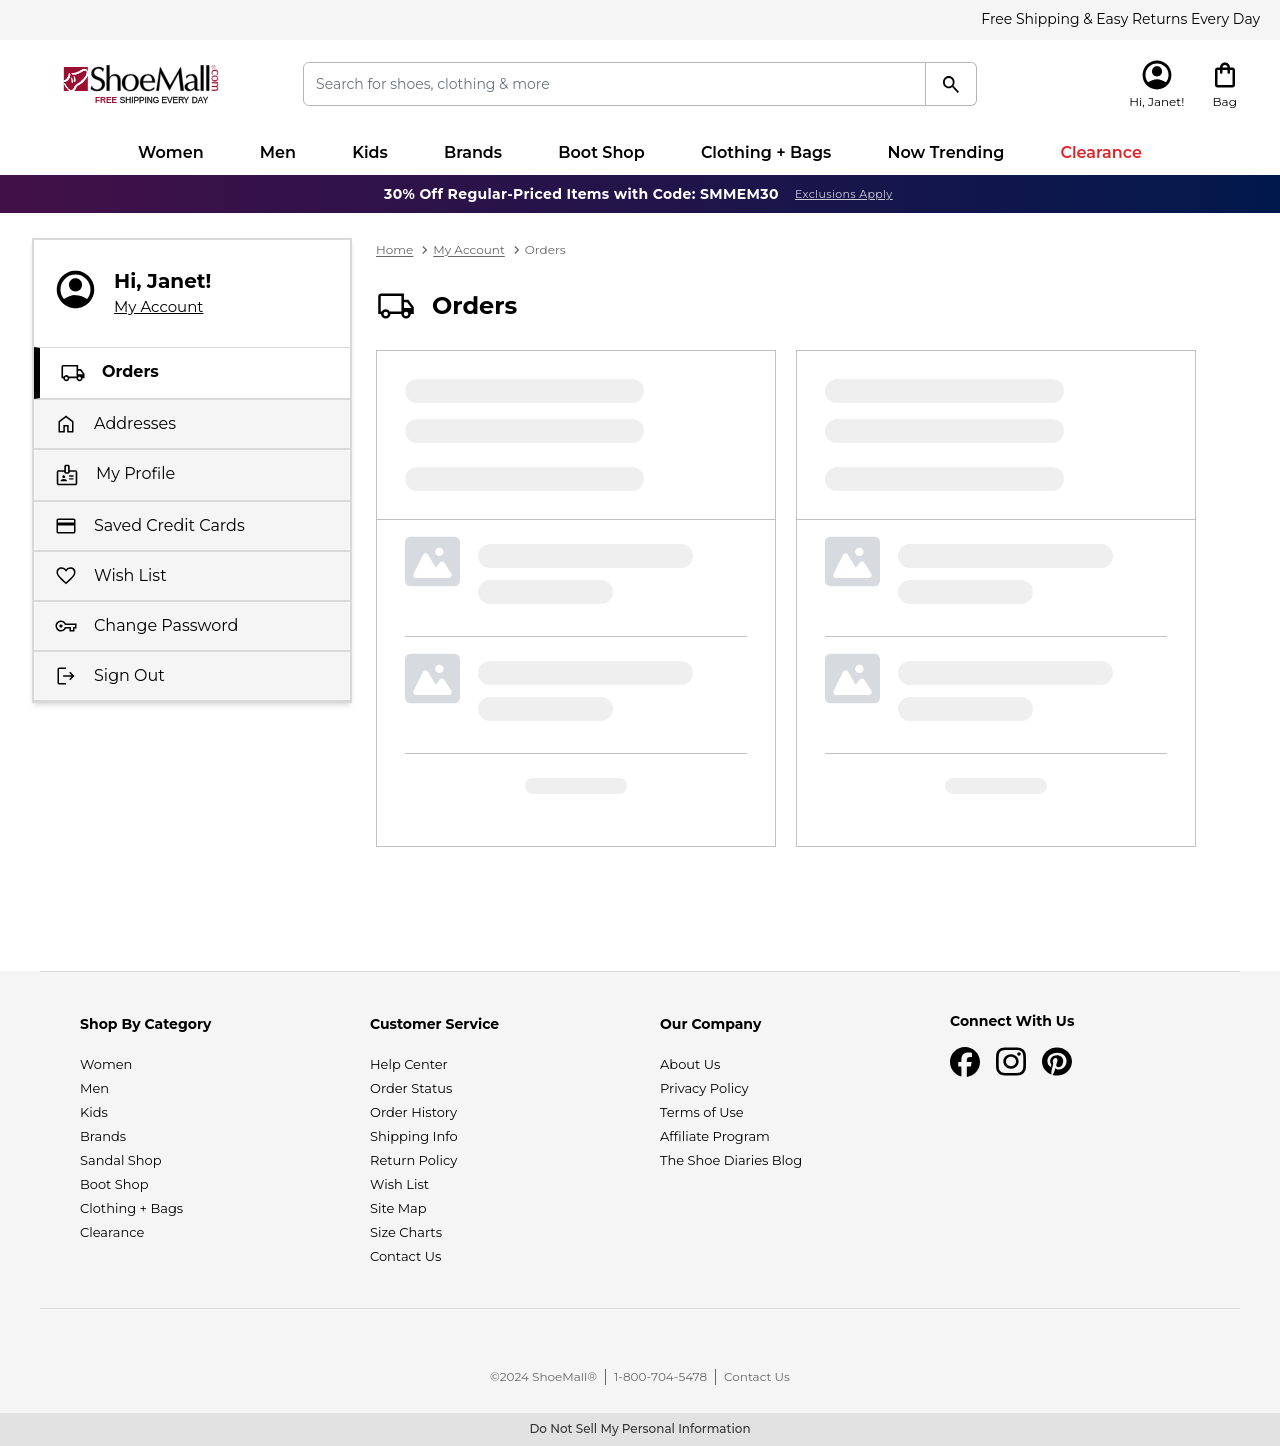 Free Shipping & Easy Returns Every Day
ShoeMall.com
FREE SHIPPING EVERY DAY
Search for shoes, clothing & more
Hi, Janet!
Bag
Women Men Kids Brands Boot Shop Clothing + Bags Now Trending Clearance
30% Off Regular-Priced Items with Code: SMMEM30 Exclusions Apply
Hi, Janet!
My Account
Orders
Addresses
My Profile
Saved Credit Cards
Wish List
Change Password
Sign Out
Home > My Account > Orders
Orders
Shop By Category
Women
Men
Kids
Brands
Sandal Shop
Boot Shop
Clothing + Bags
Clearance
Customer Service
Help Center
Order Status
Order History
Shipping Info
Return Policy
Wish List
Site Map
Size Charts
Contact Us
Our Company
About Us
Privacy Policy
Terms of Use
Affiliate Program
The Shoe Diaries Blog
Connect With Us
©2024 ShoeMall® | 1-800-704-5478 | Contact Us
Do Not Sell My Personal Information